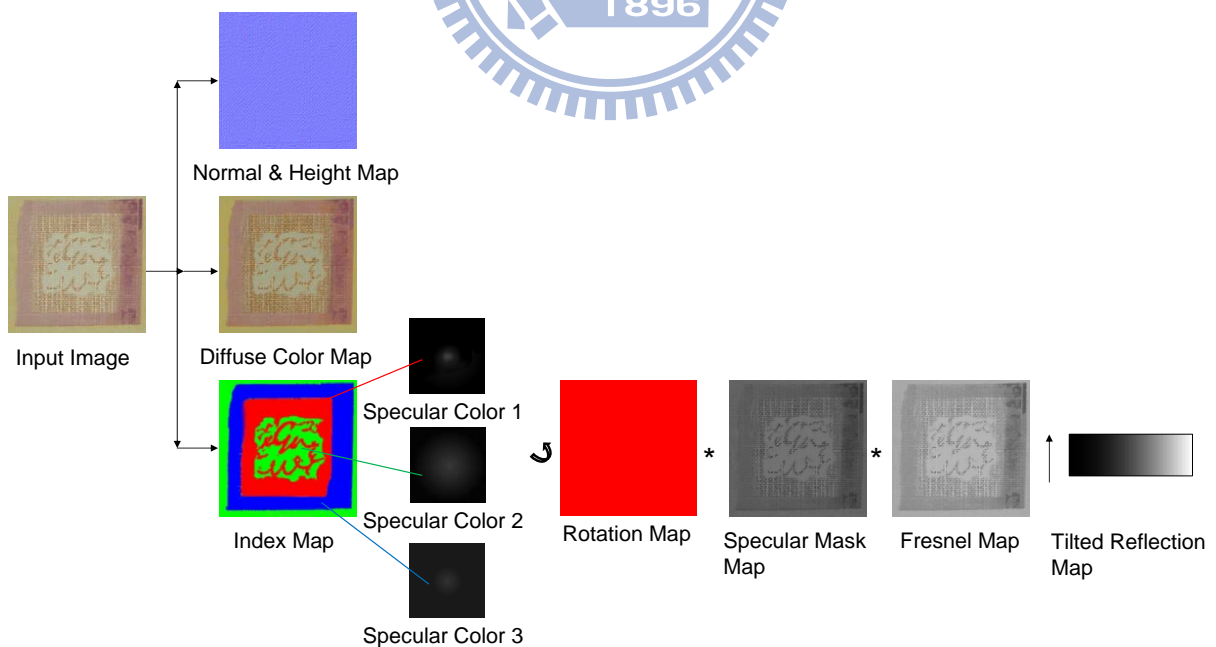 1896
Normal & Height Map
Input Image
Diffuse Color Map
Specular Color 1
Specular Color 2
Index Map
Rotation Map
*
Specular Mask
Map
*
Fresnel Map
Tilted Reflection
Map
Specular Color 3